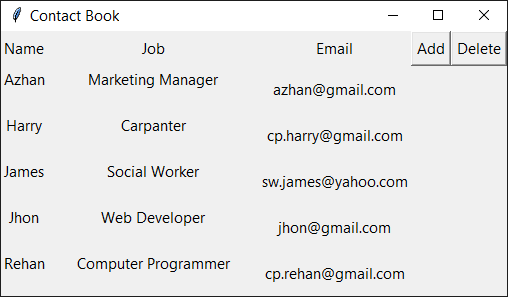 Contact Book
Name Job Email Add Delete
Azhan Marketing Manager azhan@gmail.com
Harry Carpanter cp.harry@gmail.com
James Social Worker sw.james@yahoo.com
Jhon Web Developer jhon@gmail.com
Rehan Computer Programmer cp.rehan@gmail.com